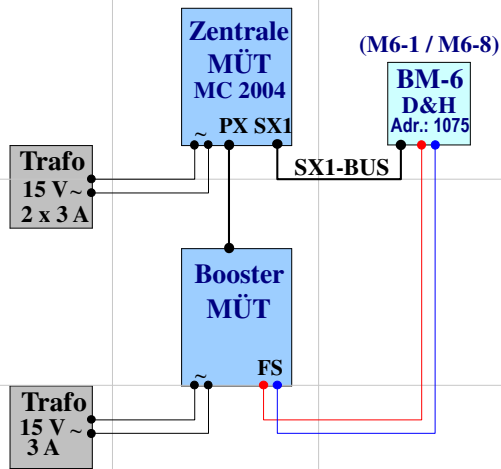 Zentrale
MÜT
MC 2004
~ PX SX1
(M6-1 / M6-8)
BM-6
D&H
Adr.: 1075
SX1-BUS
Trafo
15 V ~
2 x 3 A
Booster
MÜT
~ FS
Trafo
15 V ~
3 A